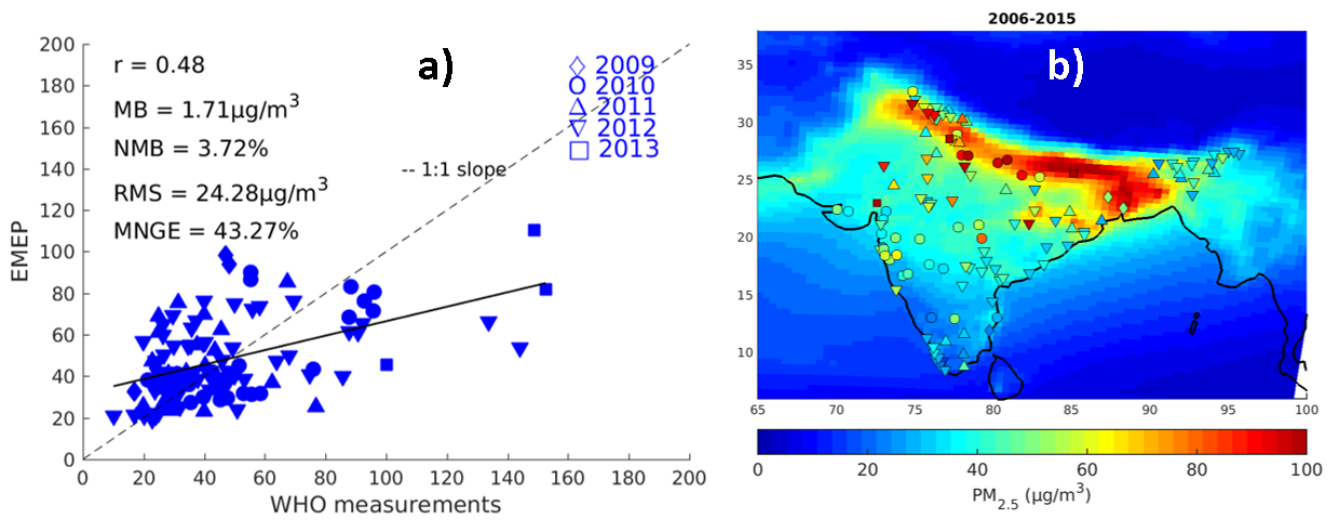 a)
r = 0.48
MB = 1.71µg/m³
NMB = 3.72%
RMS = 24.28µg/m³
MNGE = 43.27%
◇ 2009
○ 2010
△ 2011
▽ 2012
□ 2013
-- 1:1 slope
200
180
160
140
120
100
80
60
40
20
0
EMEP
0 20 40 60 80 100 120 140 160 180 200
WHO measurements
2006-2015
b)
35
30
25
20
15
10
65 70 75 80 85 90 95 100
0 20 40 60 80 100
PM₂.₅ (µg/m³)